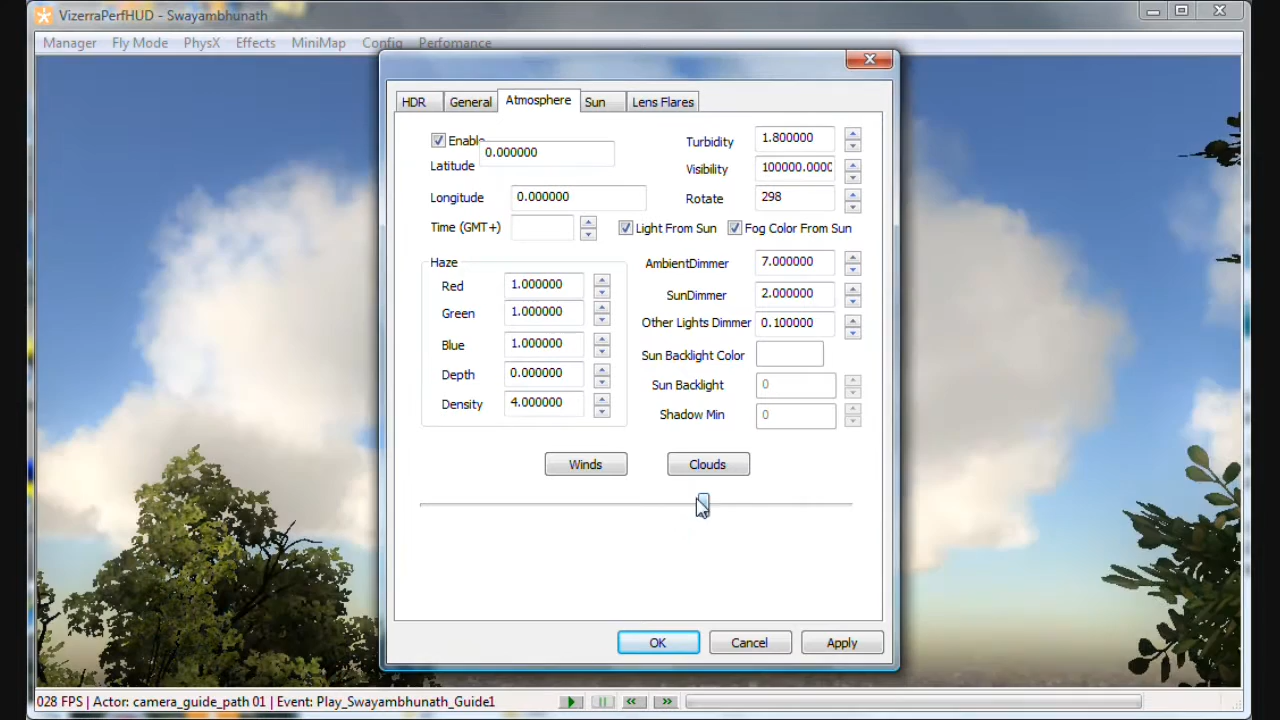 VizerraPerfHUD - Swayambhunath
Manager Fly Mode PhysX Effects MiniMap Config Perfomance
HDR General Atmosphere Sun Lens Flares
Enable
Latitude 0.000000
Longitude 0.000000
Time (GMT+)
Turbidity 1.800000
Visibility 100000.0000
Rotate 298
Light From Sun Fog Color From Sun
Haze
Red 1.000000
Green 1.000000
Blue 1.000000
Depth 0.000000
Density 4.000000
AmbientDimmer 7.000000
SunDimmer 2.000000
Other Lights Dimmer 0.100000
Sun Backlight Color
Sun Backlight 0
Shadow Min 0
Winds Clouds
OK Cancel Apply
028 FPS | Actor: camera_guide_path 01 | Event: Play_Swayambhunath_Guide1